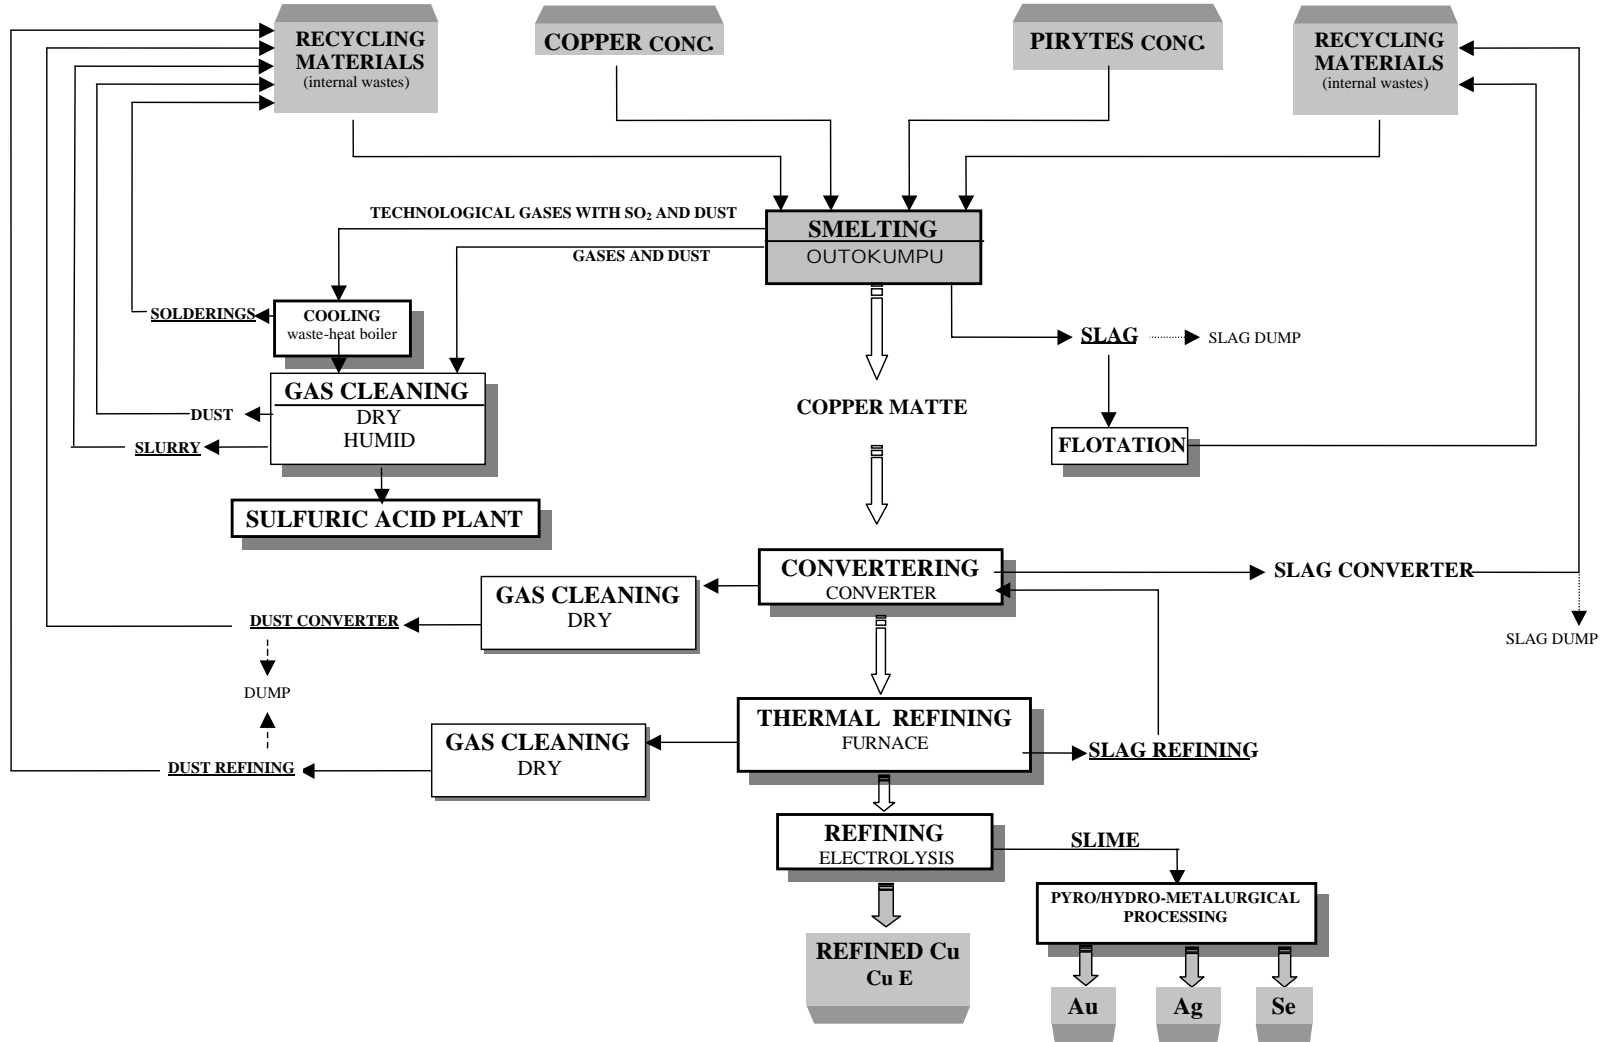 RECYCLING
MATERIALS
(internal wastes)
COPPER CONC.
PIRYTES CONC.
RECYCLING
MATERIALS
(internal wastes)
TECHNOLOGICAL GASES WITH SO₂ AND DUST
SMELTING
OUTOKUMPU
GASES AND DUST
SOLDERINGS
COOLING
waste-heat boiler
SLAG
SLAG DUMP
GAS CLEANING
DRY
HUMID
DUST
SLURRY
COPPER MATTE
FLOTATION
SULFURIC ACID PLANT
CONVERTERING
CONVERTER
SLAG CONVERTER
GAS CLEANING
DRY
DUST CONVERTER
SLAG DUMP
DUMP
THERMAL REFINING
FURNACE
SLAG REFINING
GAS CLEANING
DRY
DUST REFINING
REFINING
ELECTROLYSIS
SLIME
PYRO/HYDRO-METALURGICAL
PROCESSING
REFINED Cu
Cu E
Au
Ag
Se